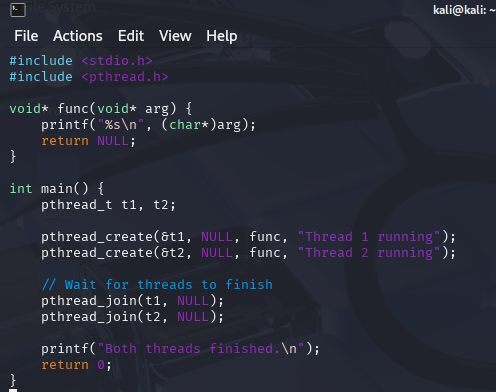 File System
kali@kali: ~
File Actions Edit View Help
#include <stdio.h>
#include <pthread.h>

void* func(void* arg) {
    printf("%s\n", (char*)arg);
    return NULL;
}

int main() {
    pthread_t t1, t2;

    pthread_create(&t1, NULL, func, "Thread 1 running");
    pthread_create(&t2, NULL, func, "Thread 2 running");

    // Wait for threads to finish
    pthread_join(t1, NULL);
    pthread_join(t2, NULL);

    printf("Both threads finished.\n");
    return 0;
}